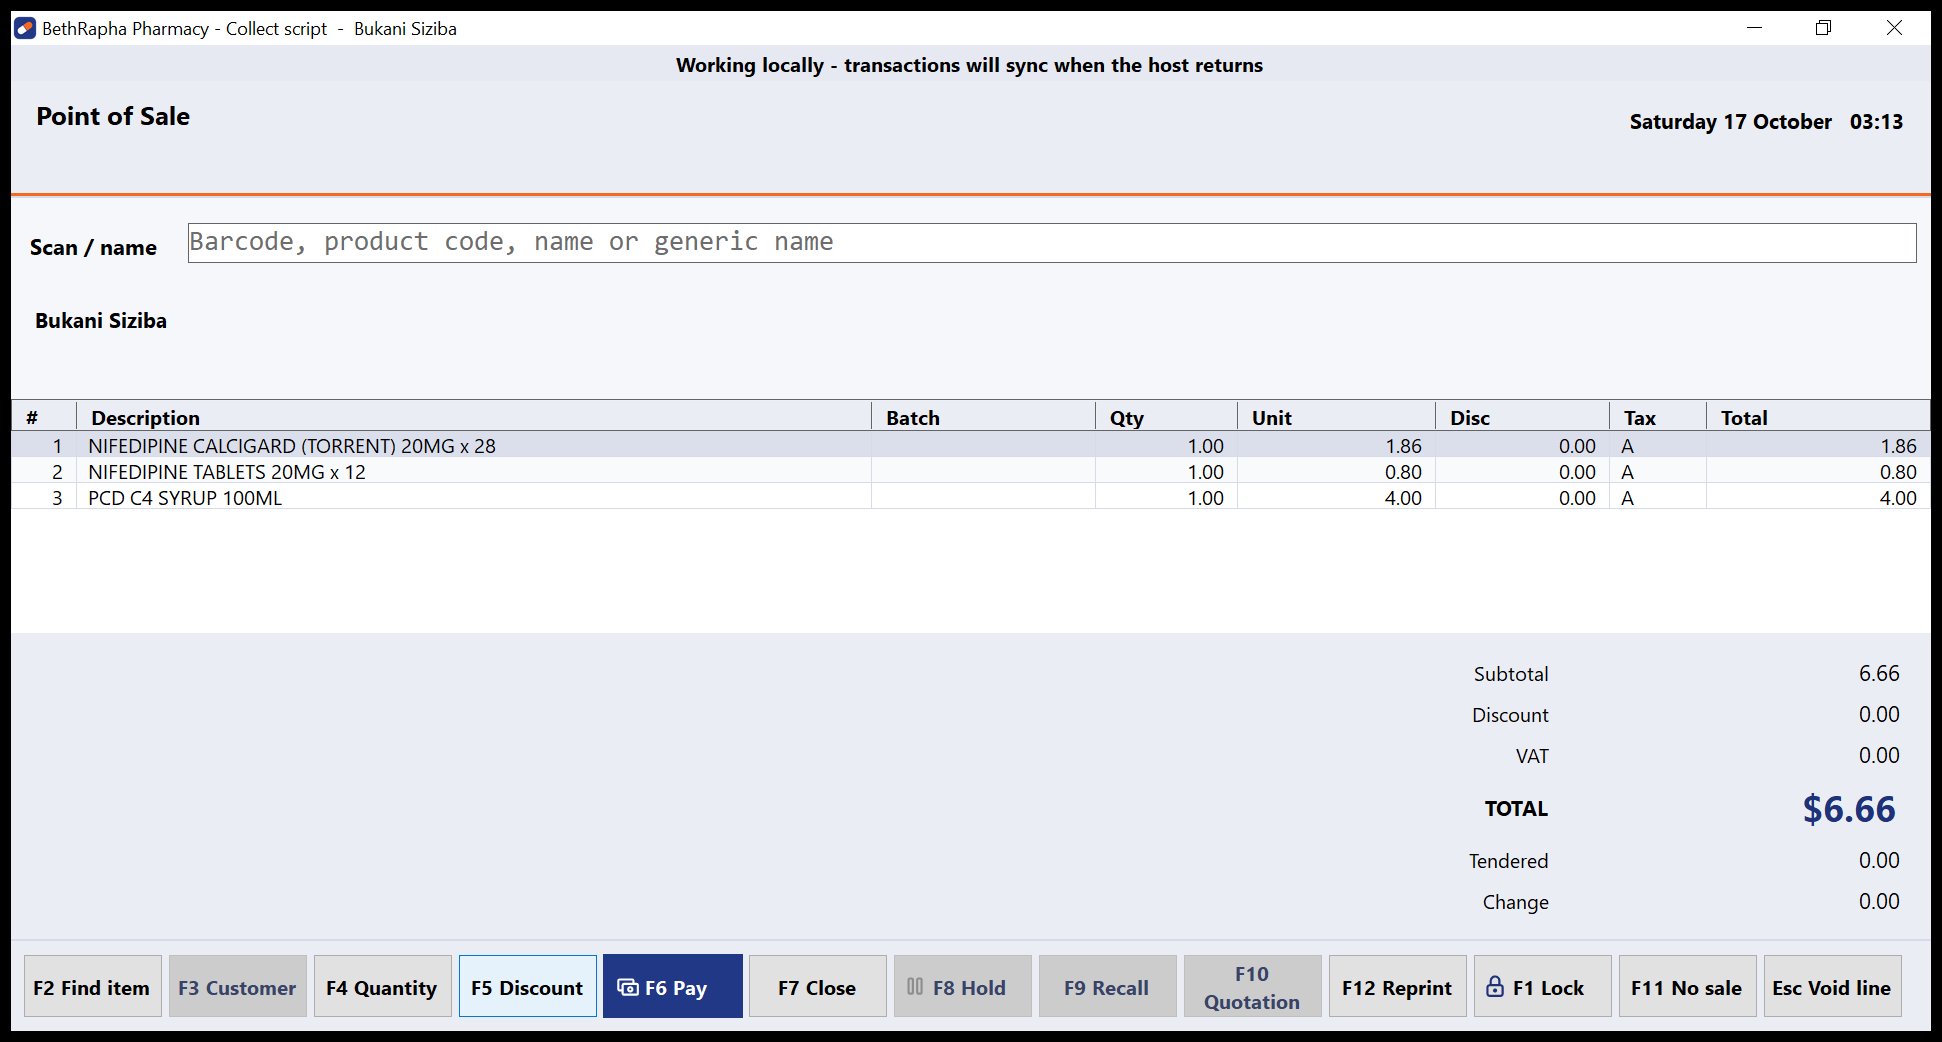 BethRapha Pharmacy - Collect script - Bukani Siziba
Working locally - transactions will sync when the host returns
Point of Sale
Saturday 17 October 03:13
Scan / name
Barcode, product code, name or generic name
Bukani Siziba
# Description Batch Qty Unit Disc Tax Total
1 NIFEDIPINE CALCIGARD (TORRENT) 20MG x 28 1.00 1.86 0.00 A 1.86
2 NIFEDIPINE TABLETS 20MG x 12 1.00 0.80 0.00 A 0.80
3 PCD C4 SYRUP 100ML 1.00 4.00 0.00 A 4.00
Subtotal 6.66
Discount 0.00
VAT 0.00
TOTAL $6.66
Tendered 0.00
Change 0.00
F2 Find item
F3 Customer
F4 Quantity
F5 Discount
F6 Pay
F7 Close
F8 Hold
F9 Recall
F10
Quotation
F12 Reprint
F1 Lock
F11 No sale
Esc Void line